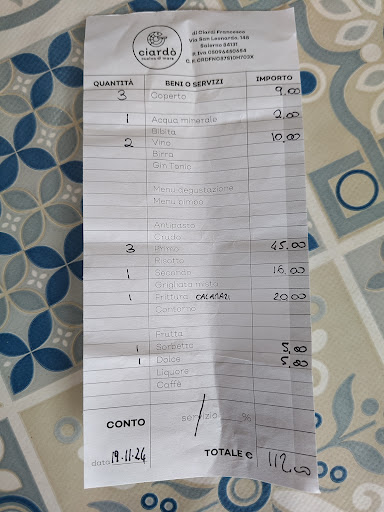 ciardò
cucina di mare
di Ciardi Francesco
Via San Leonardo, 146
Salerno 84131
QUANTITÀ BENI O SERVIZI IMPORTO
3 Coperto 9,00
1 Acqua minerale 2,00
Bibita
2 Vino 10,00
Birra
Gin Tonic
Menu degustazione
Menu bimbo
Antipasto
Crudo
3 Primo 45,00
Risotto
1 Secondo 16,00
Grigliata mista
1 Frittura CALAMARI 20,00
Contorno
Frutta
1 Sorbetto 5,00
1 Dolce 5,00
Liquore
Caffè
CONTO servizio / %
data 19.11.24 TOTALE € 112,00